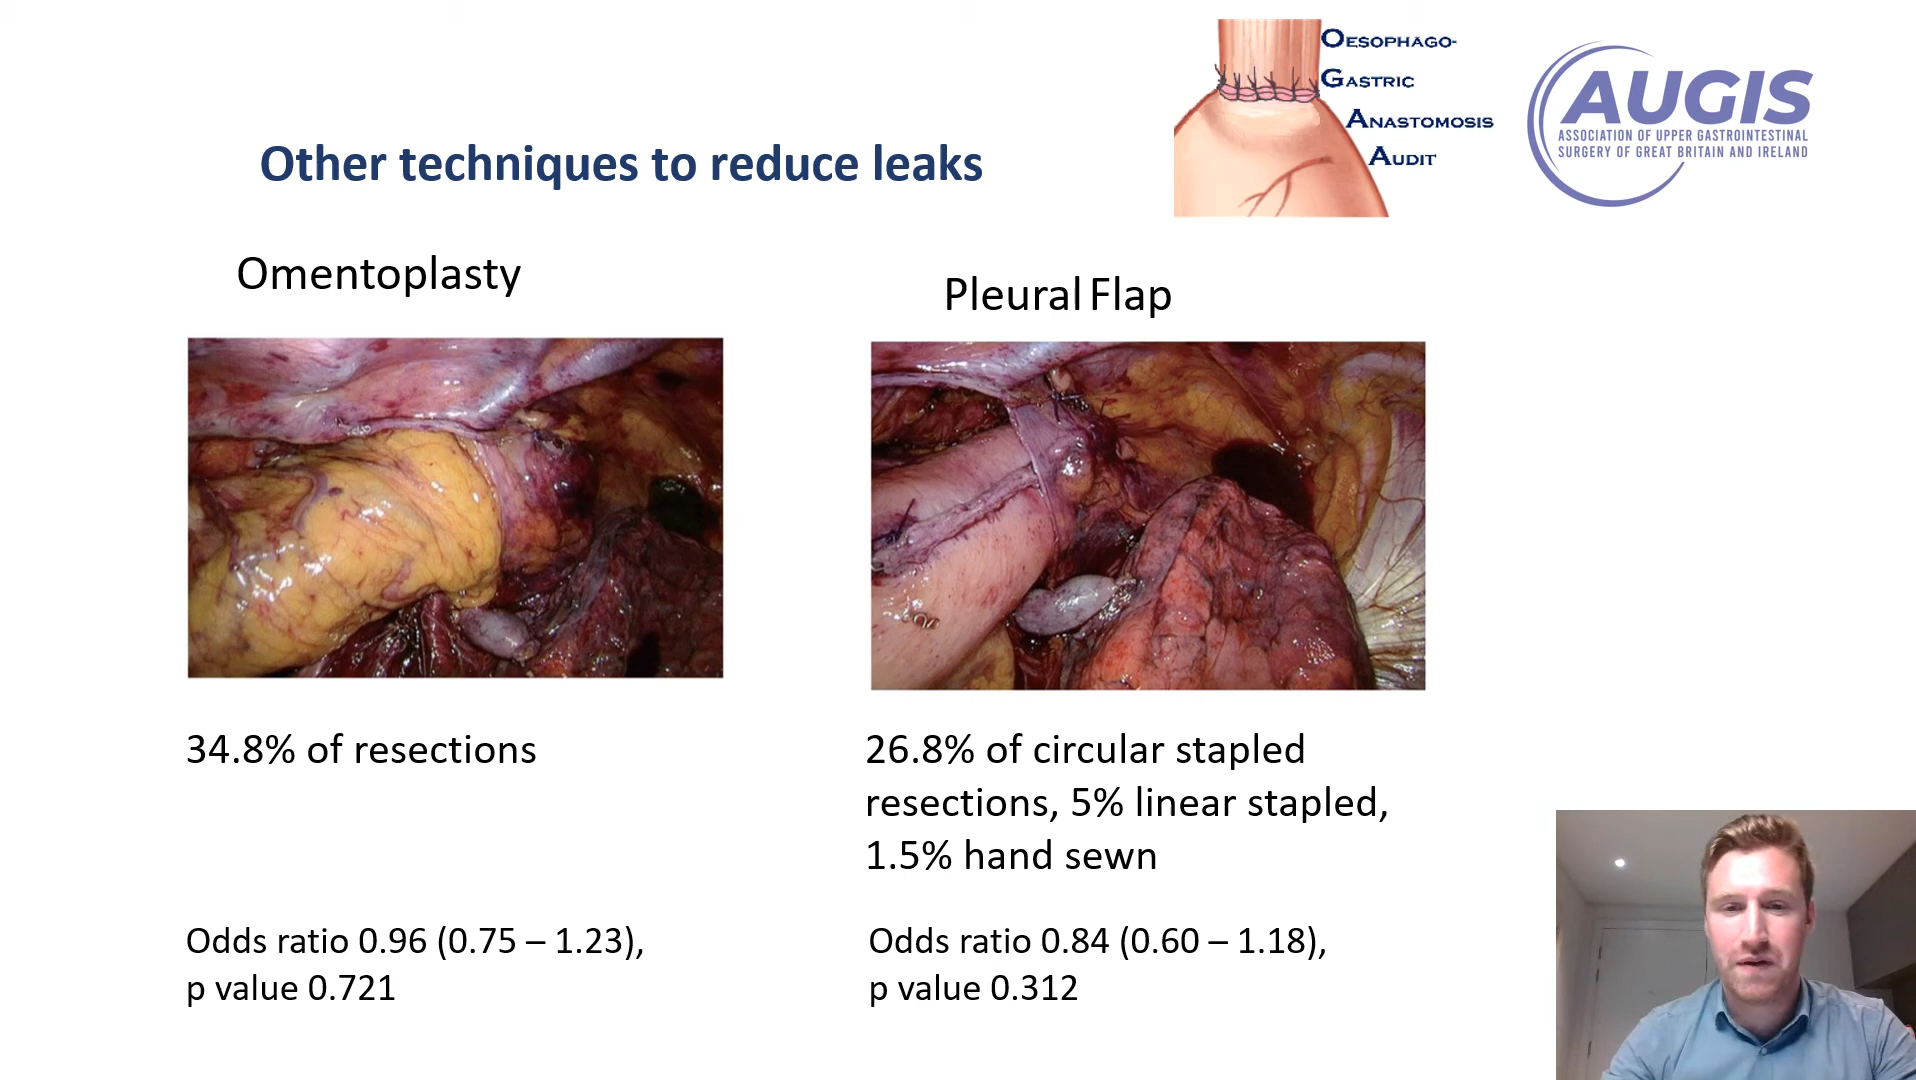 Oesophago-
Gastric
Anastomosis
Audit
AUGIS
ASSOCIATION OF UPPER GASTROINTESTINAL
SURGERY OF GREAT BRITAIN AND IRELAND
Other techniques to reduce leaks
Omentoplasty
Pleural Flap
34.8% of resections
26.8% of circular stapled
resections, 5% linear stapled,
1.5% hand sewn
Odds ratio 0.96 (0.75 – 1.23),
p value 0.721
Odds ratio 0.84 (0.60 – 1.18),
p value 0.312